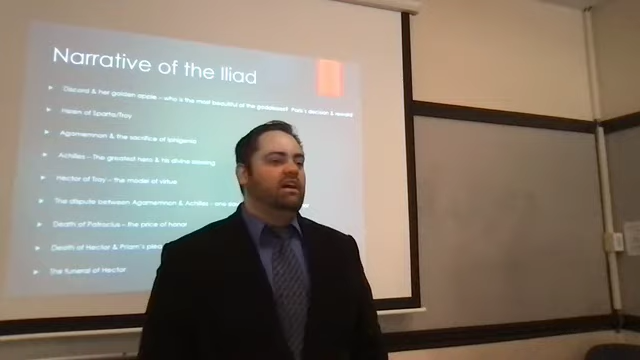 Narrative of the Iliad
Discord & her golden apple – who is the most beautiful of the goddesses? Paris's decision & reward
Helen of Sparta/Troy
Agamemnon & the sacrifice of Iphigenia
Achilles – The greatest hero & his divine blessing
Hector of Troy – the model of virtue
The dispute between Agamemnon & Achilles – one
Death of Patroclus – the price of honor
Death of Hector & Priam's plea
The funeral of Hector